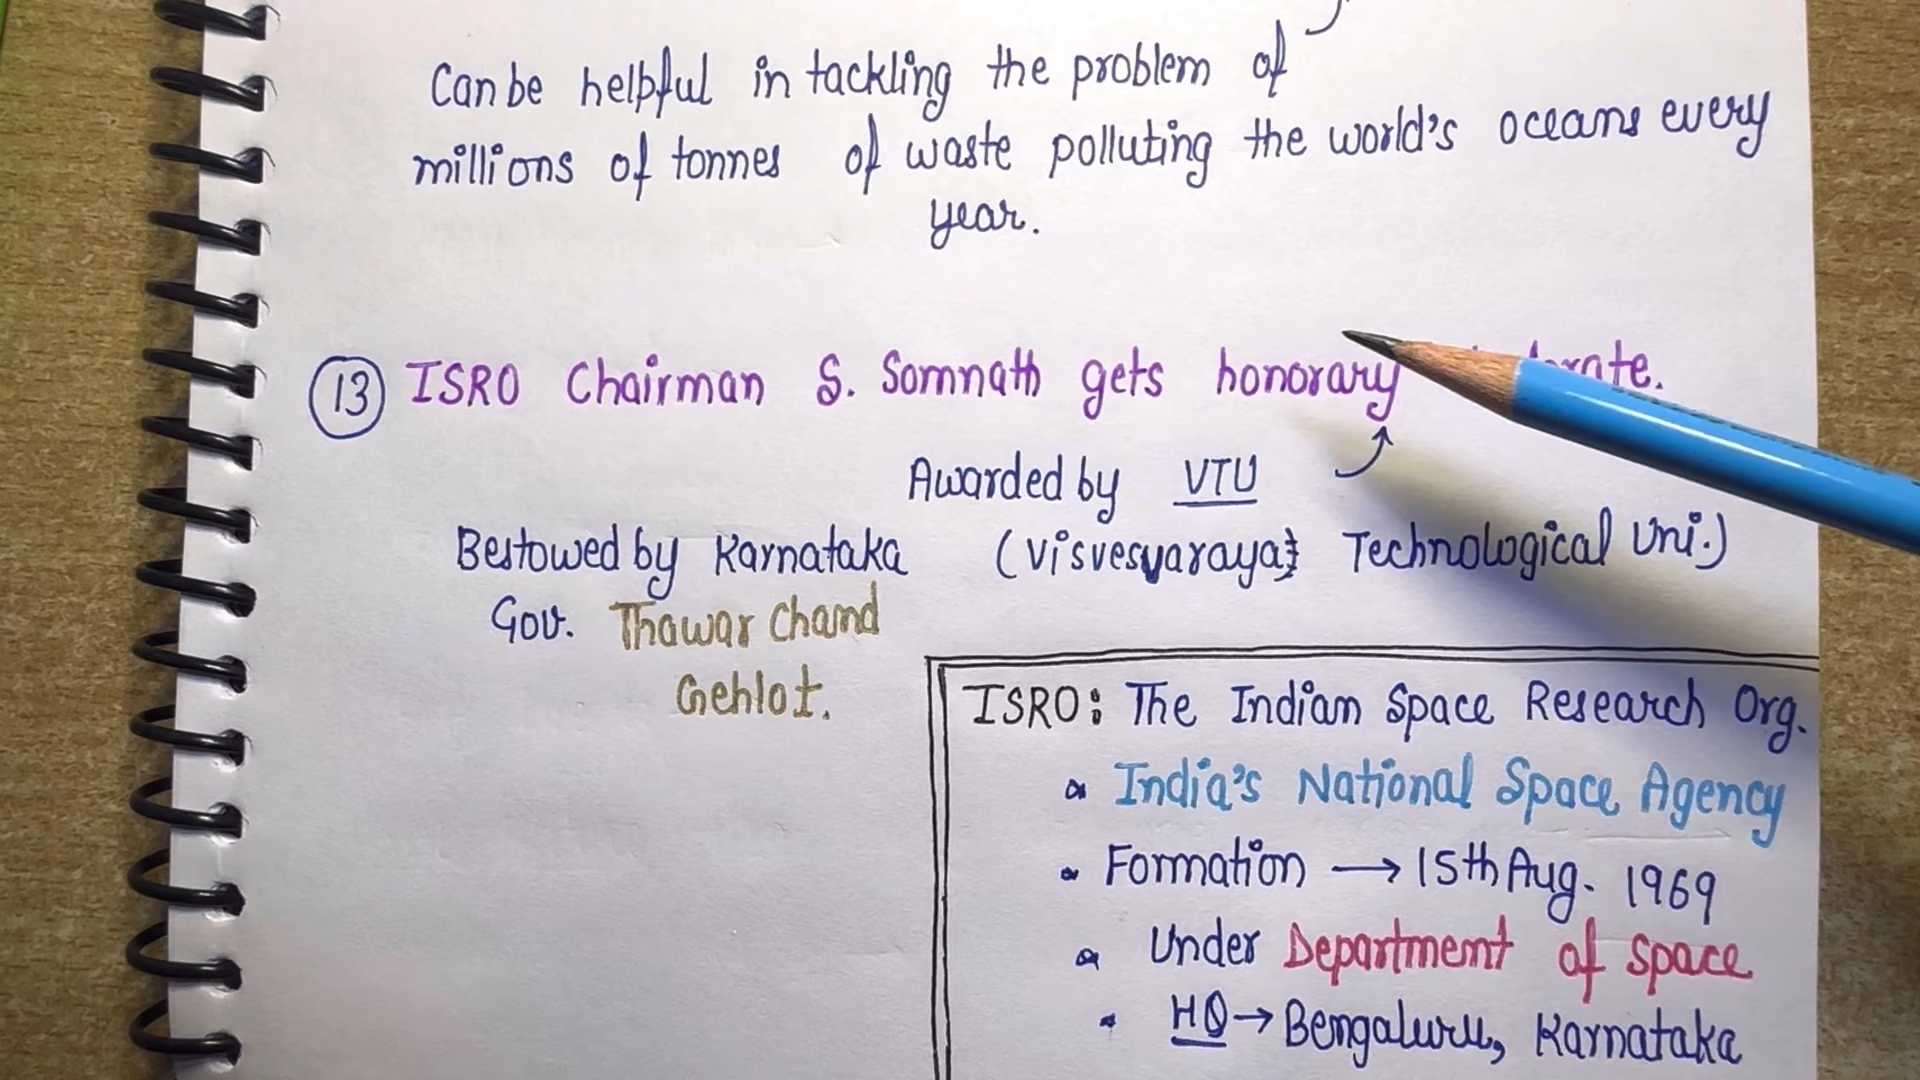 Can be helpful in tackling the problem of
millions of tonnes of waste polluting the world's oceans every
year.
13 ISRO Chairman S. Somnath gets honorary
Awarded by VTU
Bestowed by Karnataka (Visvesvaraya Technological Uni.)
Gov. Thawar Chand
Gehlot.
ISRO: The Indian Space Research Org.
India's National Space Agency
Formation → 15th Aug. 1969
Under Department of Space
HQ → Bengaluru, Karnataka